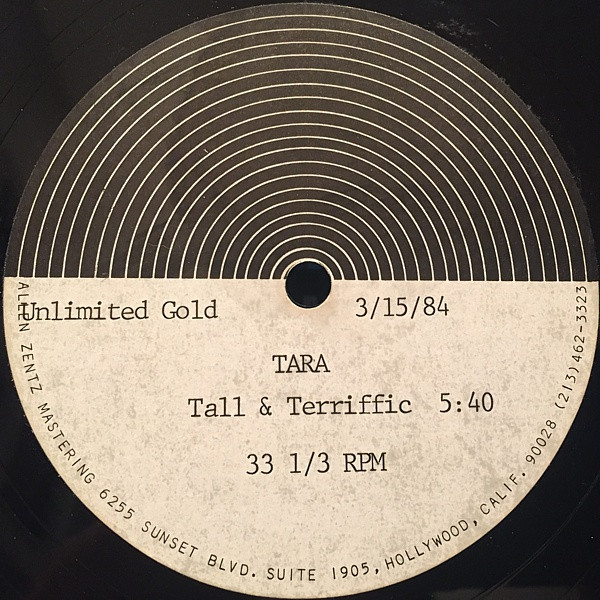 Unlimited Gold 3/15/84
TARA
Tall & Terriffic 5:40
33 1/3 RPM
ALLEN ZENTZ MASTERING 6255 SUNSET BLVD. SUITE 1905, HOLLYWOOD, CALIF. 90028 (213) 462-3323